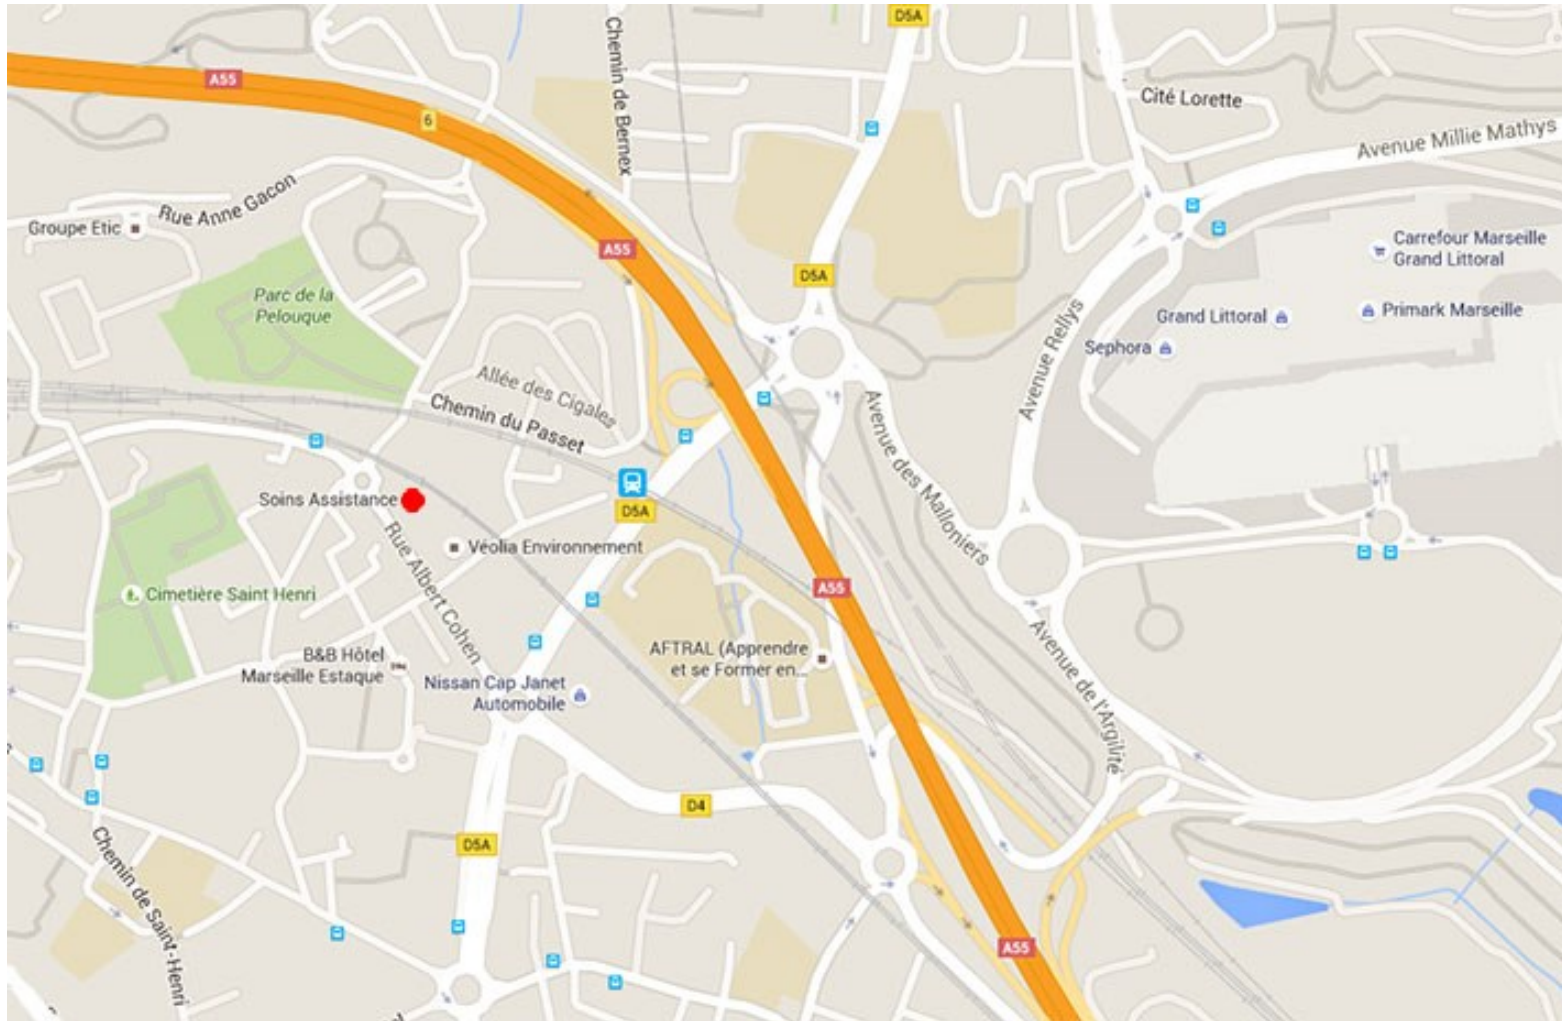 D5A
Chemin de Bernex
A55
6
Cité Lorette
Avenue Millie Mathys
Rue Anne Gacon
Groupe Etic
A55
Carrefour Marseille
Grand Littoral
D5A
Parc de la
Pelouque
Grand Littoral
Primark Marseille
Sephora
Avenue Rellys
Allée des Cigales
Chemin du Passet
Avenue des Malloniers
Soins Assistance
D5A
Rue Albert Cohen
Véolia Environnement
Cimetière Saint Henri
A55
AFTRAL (Apprendre
et se Former en...
B&B Hôtel
Marseille Estaque
Nissan Cap Janet
Automobile
Avenue de l'Argilité
D4
D5A
Chemin de Saint-Henri
A55